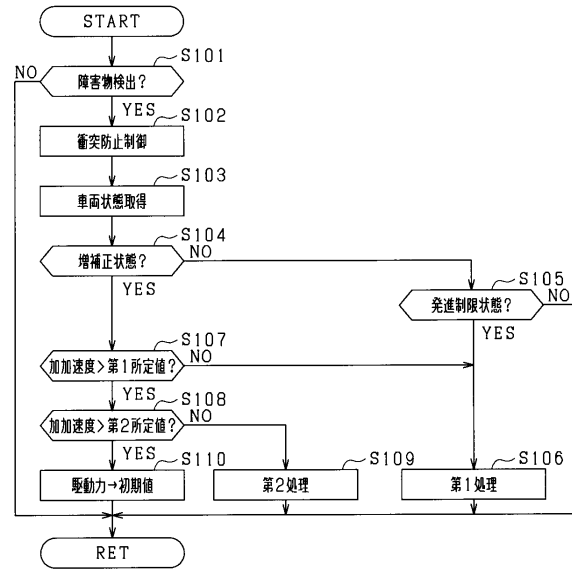 START
S101
NO
障害物検出?
YES
S102
衝突防止制御
S103
車両状態取得
S104
増補正状態?
NO
YES
S105
発進制限状態?
NO
YES
S107
加加速度>第1所定値?
NO
YES
S108
加加速度>第2所定値?
NO
YES
S110
駆動力→初期値
S109
第2処理
S106
第1処理
RET